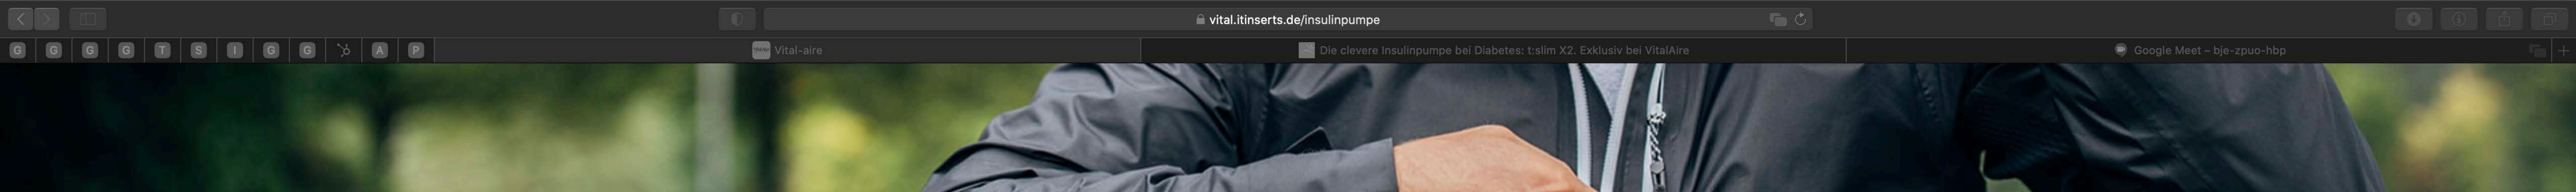 vital.itinserts.de/insulinpumpe
G G G G T S I G G A P Vital-aire Die clevere Insulinpumpe bei Diabetes: t:slim X2. Exklusiv bei VitalAire Google Meet – bje-zpuo-hbp